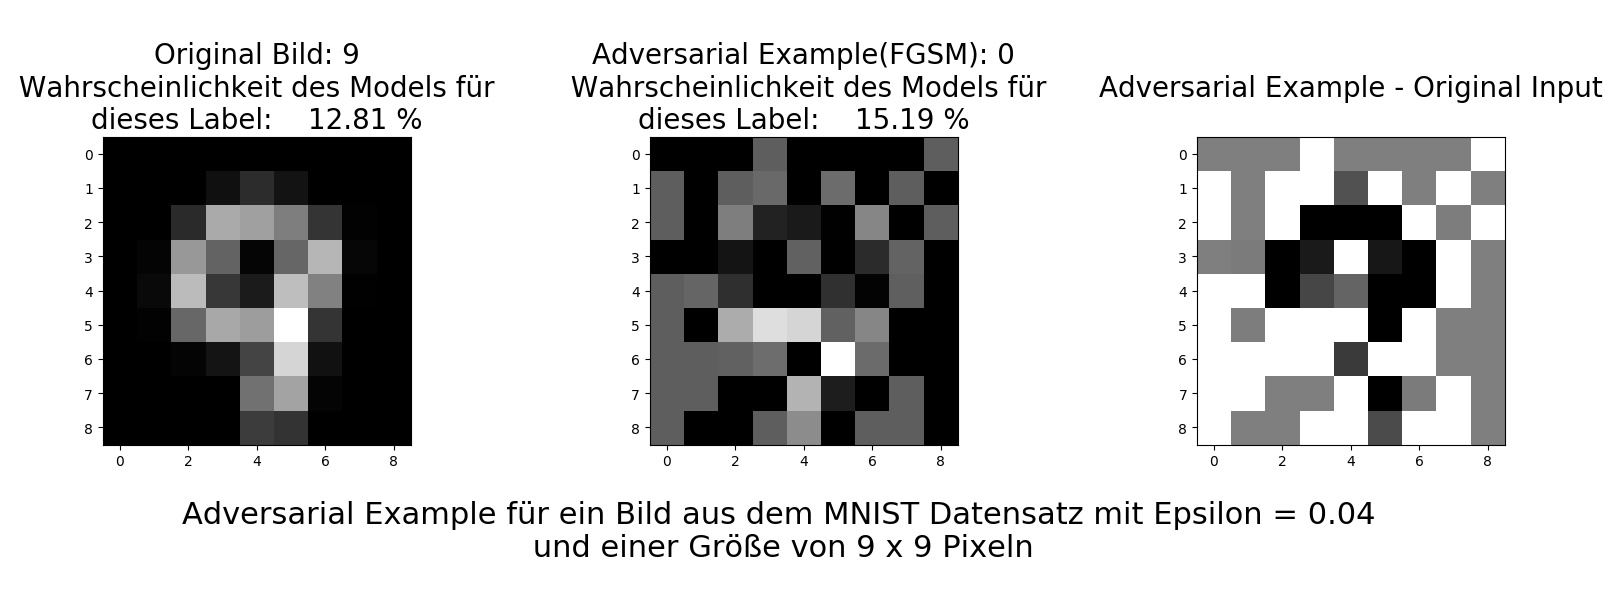 Original Bild: 9
Wahrscheinlichkeit des Models für
dieses Label: 12.81 %
Adversarial Example(FGSM): 0
Wahrscheinlichkeit des Models für
dieses Label: 15.19 %
Adversarial Example - Original Input
0
1
2
3
4
5
6
7
8
0 2 4 6 8
0
1
2
3
4
5
6
7
8
0 2 4 6 8
0
1
2
3
4
5
6
7
8
0 2 4 6 8
Adversarial Example für ein Bild aus dem MNIST Datensatz mit Epsilon = 0.04
und einer Größe von 9 x 9 Pixeln